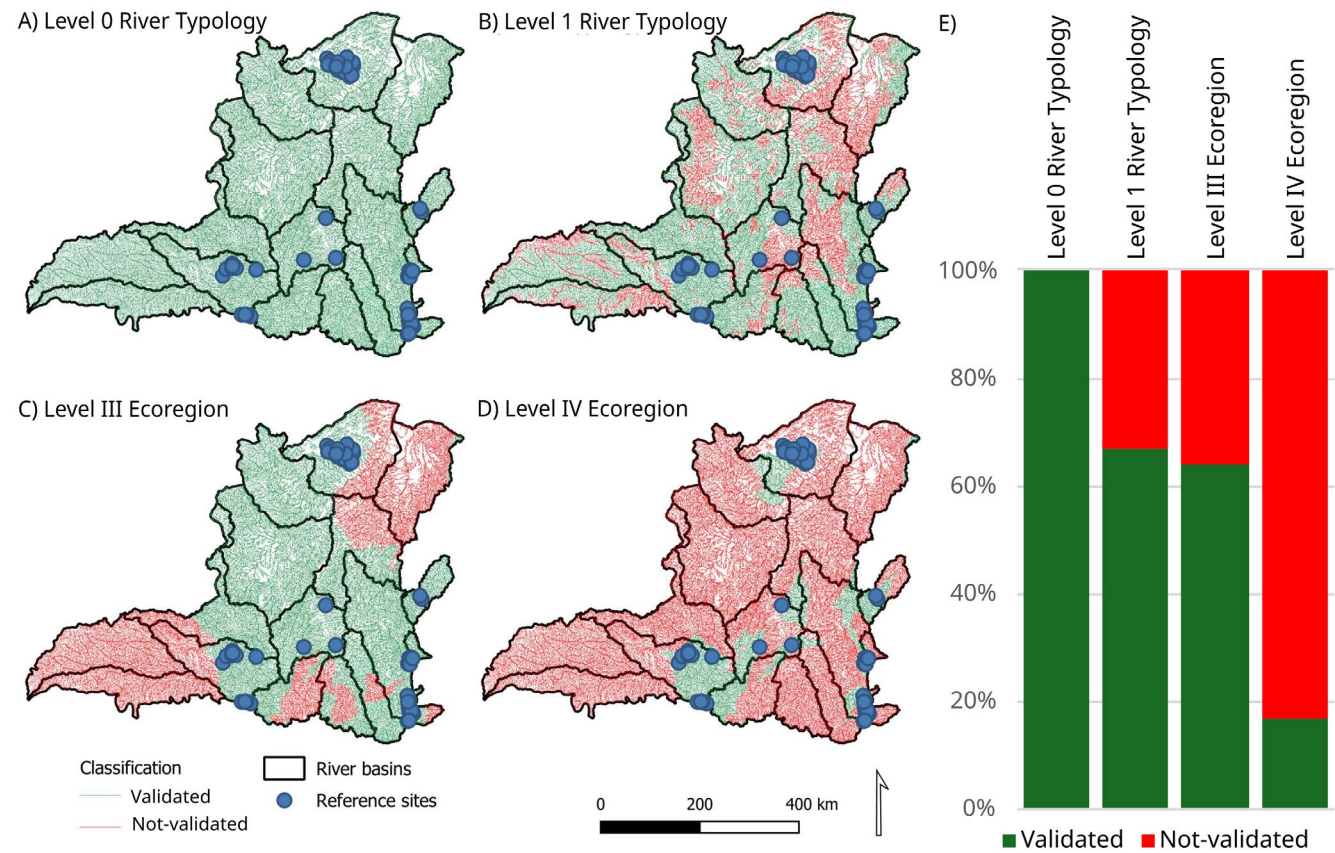 A) Level 0 River Typology
B) Level 1 River Typology
E)
Level 0 River Typology
Level 1 River Typology
Level III Ecoregion
Level IV Ecoregion
C) Level III Ecoregion
D) Level IV Ecoregion
100%
80%
60%
40%
20%
0%
Classification
Validated
Not-validated
River basins
Reference sites
0 200 400 km
Validated Not-validated